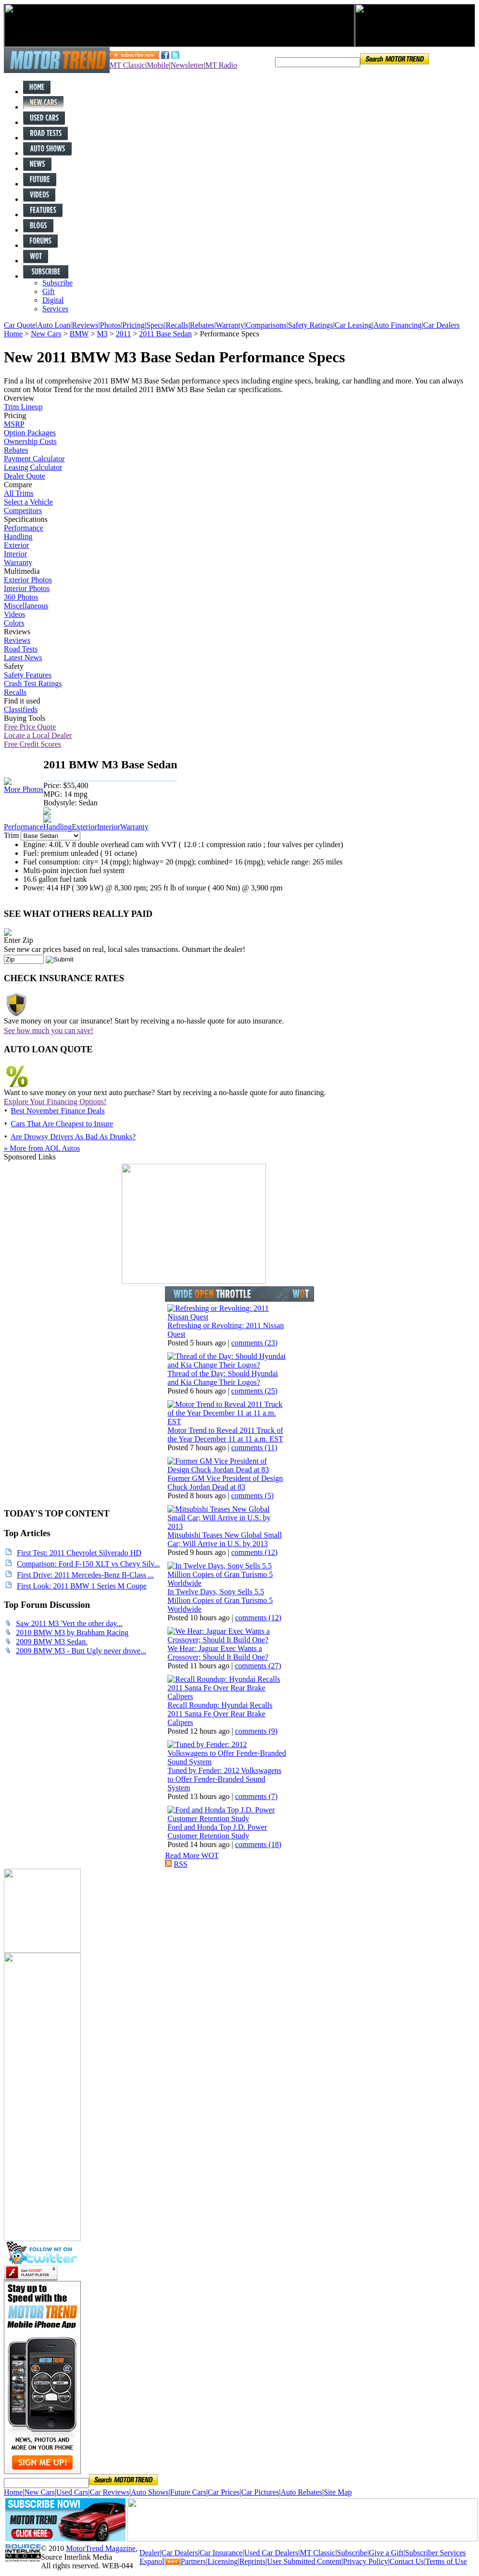 MOTOR TREND
subscribe now
MT Classic|Mobile|Newsletter|MT Radio
Search MOTOR TREND
HOME
NEW CARS
USED CARS
ROAD TESTS
AUTO SHOWS
NEWS
FUTURE
VIDEOS
FEATURES
BLOGS
FORUMS
WOT
SUBSCRIBE
Subscribe
Gift
Digital
Services
Car Quote|Auto Loan|Reviews|Photos|Pricing|Specs|Recalls|Rebates|Warranty|Comparisons|Safety Ratings|Car Leasing|Auto Financing|Car Dealers
Home > New Cars > BMW > M3 > 2011 > 2011 Base Sedan > Performance Specs
New 2011 BMW M3 Base Sedan Performance Specs
Find a list of comprehensive 2011 BMW M3 Base Sedan performance specs including engine specs, braking, car handling and more. You can always
count on Motor Trend for the most detailed 2011 BMW M3 Base Sedan car specifications.
Overview
Trim Lineup
Pricing
MSRP
Option Packages
Ownership Costs
Rebates
Payment Calculator
Leasing Calculator
Dealer Quote
Compare
All Trims
Select a Vehicle
Competitors
Specifications
Performance
Handling
Exterior
Interior
Warranty
Multimedia
Exterior Photos
Interior Photos
360 Photos
Miscellaneous
Videos
Colors
Reviews
Reviews
Road Tests
Latest News
Safety
Safety Features
Crash Test Ratings
Recalls
Find it used
Classifieds
Buying Tools
Free Price Quote
Locate a Local Dealer
Free Credit Scores
2011 BMW M3 Base Sedan
More Photos
Price: $55,400
MPG: 14 mpg
Bodystyle: Sedan
PerformanceHandlingExteriorInteriorWarranty
Trim Base Sedan
Engine: 4.0L V 8 double overhead cam with VVT ( 12.0 :1 compression ratio ; four valves per cylinder)
Fuel: premium unleaded ( 91 octane)
Fuel consumption: city= 14 (mpg); highway= 20 (mpg); combined= 16 (mpg); vehicle range: 265 miles
Multi-point injection fuel system
16.6 gallon fuel tank
Power: 414 HP ( 309 kW) @ 8,300 rpm; 295 ft lb of torque ( 400 Nm) @ 3,900 rpm
SEE WHAT OTHERS REALLY PAID
Enter Zip
See new car prices based on real, local sales transactions. Outsmart the dealer!
Zip Submit
CHECK INSURANCE RATES
Save money on your car insurance! Start by receiving a no-hassle quote for auto insurance.
See how much you can save!
AUTO LOAN QUOTE
%
Want to save money on your next auto purchase? Start by receiving a no-hassle quote for auto financing.
Explore Your Financing Options!
• Best November Finance Deals
• Cars That Are Cheapest to Insure
• Are Drowsy Drivers As Bad As Drunks?
» More from AOL Autos
Sponsored Links
TODAY'S TOP CONTENT
Top Articles
First Test: 2011 Chevrolet Silverado HD
Comparison: Ford F-150 XLT vs Chevy Silv...
First Drive: 2011 Mercedes-Benz B-Class ...
First Look: 2011 BMW 1 Series M Coupe
Top Forum Discussion
Saw 2011 M3 'Vert the other day...
2010 BMW M3 by Brabham Racing
2009 BMW M3 Sedan.
2009 BMW M3 - Butt Ugly never drove...
WIDE OPEN THROTTLE WOT
Refreshing or Revolting: 2011
Nissan Quest
Refreshing or Revolting: 2011 Nissan
Quest
Posted 5 hours ago | comments (23)
Thread of the Day: Should Hyundai
and Kia Change Their Logos?
Thread of the Day: Should Hyundai
and Kia Change Their Logos?
Posted 6 hours ago | comments (25)
Motor Trend to Reveal 2011 Truck
of the Year December 11 at 11 a.m.
EST
Motor Trend to Reveal 2011 Truck of
the Year December 11 at 11 a.m. EST
Posted 7 hours ago | comments (11)
Former GM Vice President of
Design Chuck Jordan Dead at 83
Former GM Vice President of Design
Chuck Jordan Dead at 83
Posted 8 hours ago | comments (5)
Mitsubishi Teases New Global
Small Car; Will Arrive in U.S. by
2013
Mitsubishi Teases New Global Small
Car; Will Arrive in U.S. by 2013
Posted 9 hours ago | comments (12)
In Twelve Days, Sony Sells 5.5
Million Copies of Gran Turismo 5
Worldwide
In Twelve Days, Sony Sells 5.5
Million Copies of Gran Turismo 5
Worldwide
Posted 10 hours ago | comments (12)
We Hear: Jaguar Exec Wants a
Crossover; Should It Build One?
We Hear: Jaguar Exec Wants a
Crossover; Should It Build One?
Posted 11 hours ago | comments (27)
Recall Roundup: Hyundai Recalls
2011 Santa Fe Over Rear Brake
Calipers
Recall Roundup: Hyundai Recalls
2011 Santa Fe Over Rear Brake
Calipers
Posted 12 hours ago | comments (9)
Tuned by Fender: 2012
Volkswagens to Offer Fender-Branded
Sound System
Tuned by Fender: 2012 Volkswagens
to Offer Fender-Branded Sound
System
Posted 13 hours ago | comments (7)
Ford and Honda Top J.D. Power
Customer Retention Study
Ford and Honda Top J.D. Power
Customer Retention Study
Posted 14 hours ago | comments (18)
Read More WOT
RSS
FOLLOW MT ON
twitter
Get ADOBE FLASH PLAYER
Stay up to
Speed with the
MOTOR TREND
Mobile iPhone App
NEWS, PHOTOS AND
MORE ON YOUR PHONE
SIGN ME UP!
Search MOTOR TREND
Home|New Cars|Used Cars|Car Reviews|Auto Shows|Future Cars|Car Prices|Car Pictures|Auto Rebates|Site Map
SUBSCRIBE NOW!
MOTOR TREND
CLICK HERE
SOURCE INTERLINK MEDIA
© 2010 MotorTrend Magazine,
Source Interlink Media
All rights reserved. WEB-044
Dealer|Car Dealers|Car Insurance|Used Car Dealers|MT Classic|Subscribe|Give a Gift|Subscriber Services
Espanol|Partners|Licensing|Reprints|User Submitted Content|Privacy Policy|Contact Us|Terms of Use